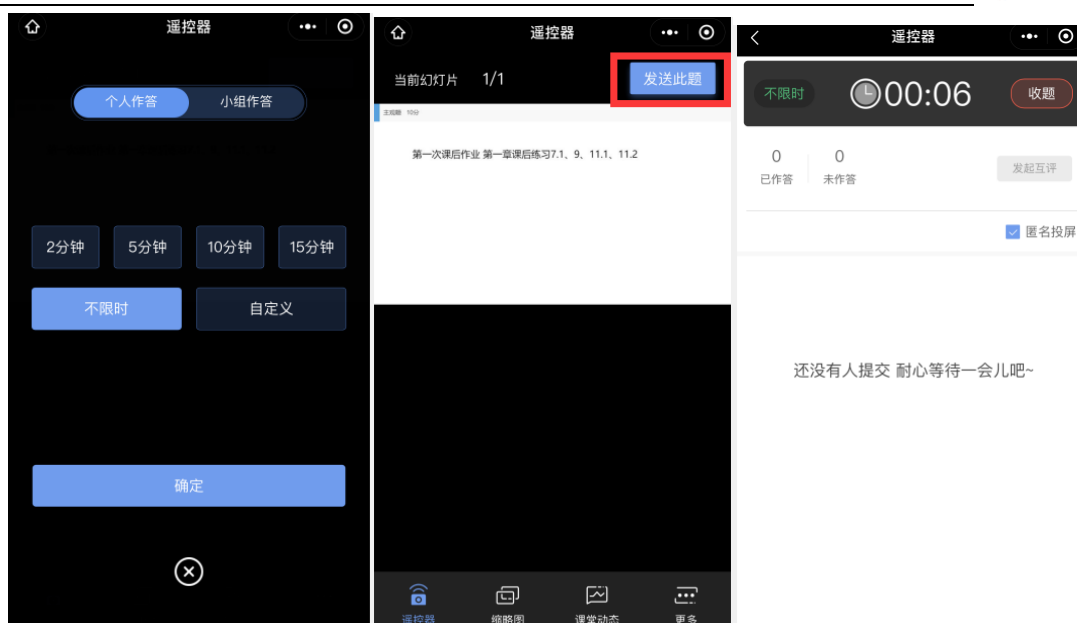 遥控器
个人作答 小组作答
2分钟 5分钟 10分钟 15分钟
不限时 自定义
确定
遥控器
当前幻灯片 1/1 发送此题
主观题 10分
第一次课后作业 第一章课后练习7.1、9、11.1、11.2
遥控器 缩略图 课堂动态 更多
遥控器
不限时 00:06 收题
0 0
已作答 未作答 发起互评
匿名投屏
还没有人提交 耐心等待一会儿吧~